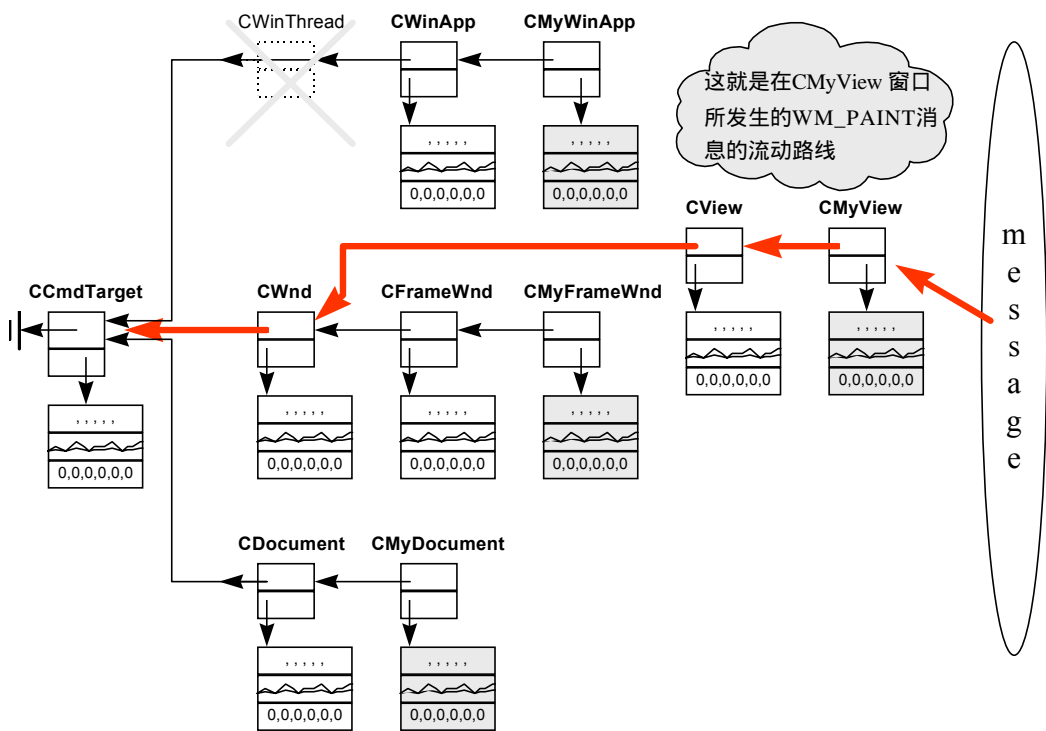 CWinThread
CWinApp
CMyWinApp
, , , , ,
0,0,0,0,0,0
, , , , ,
0,0,0,0,0,0
这就是在CMyView 窗口
所发生的WM_PAINT消
息的流动路线
CView
CMyView
, , , , ,
0,0,0,0,0,0
, , , , ,
0,0,0,0,0,0
message
CCmdTarget
CWnd
CFrameWnd
CMyFrameWnd
, , , , ,
0,0,0,0,0,0
, , , , ,
0,0,0,0,0,0
, , , , ,
0,0,0,0,0,0
, , , , ,
0,0,0,0,0,0
CDocument
CMyDocument
, , , , ,
0,0,0,0,0,0
, , , , ,
0,0,0,0,0,0